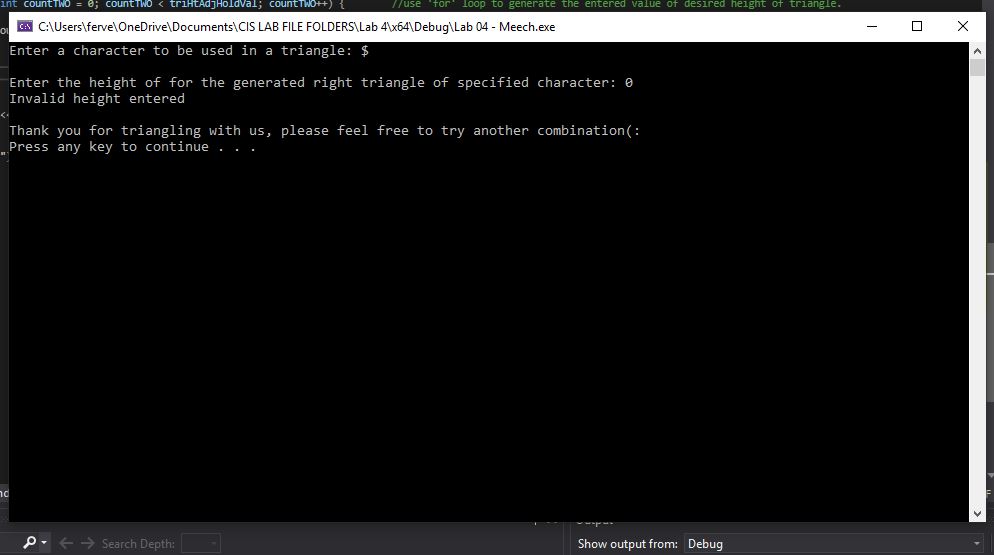 int countTWO = 0; countTWO < triHtAdjHoldVal; countTWO++) { //use 'for' loop to generate the entered value of desired height of triangle.
C:\Users\ferve\OneDrive\Documents\CIS LAB FILE FOLDERS\Lab 4\x64\Debug\Lab 04 - Meech.exe
Enter a character to be used in a triangle: $
Enter the height of for the generated right triangle of specified character: 0
Invalid height entered
Thank you for triangling with us, please feel free to try another combination(:
Press any key to continue . . .
Search Depth:
Show output from: Debug